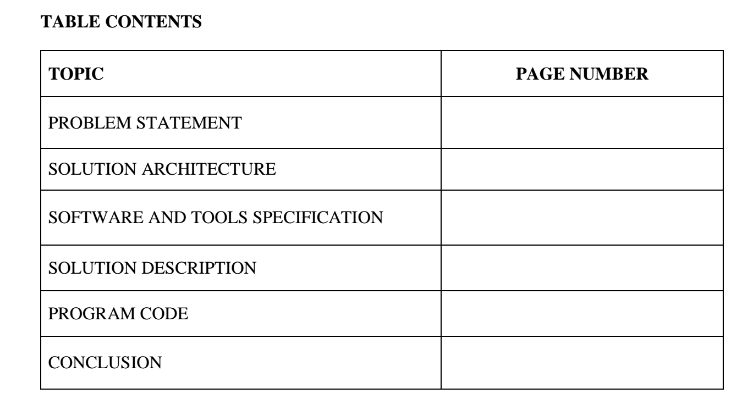 TABLE CONTENTS
TOPIC PAGE NUMBER
PROBLEM STATEMENT
SOLUTION ARCHITECTURE
SOFTWARE AND TOOLS SPECIFICATION
SOLUTION DESCRIPTION
PROGRAM CODE
CONCLUSION